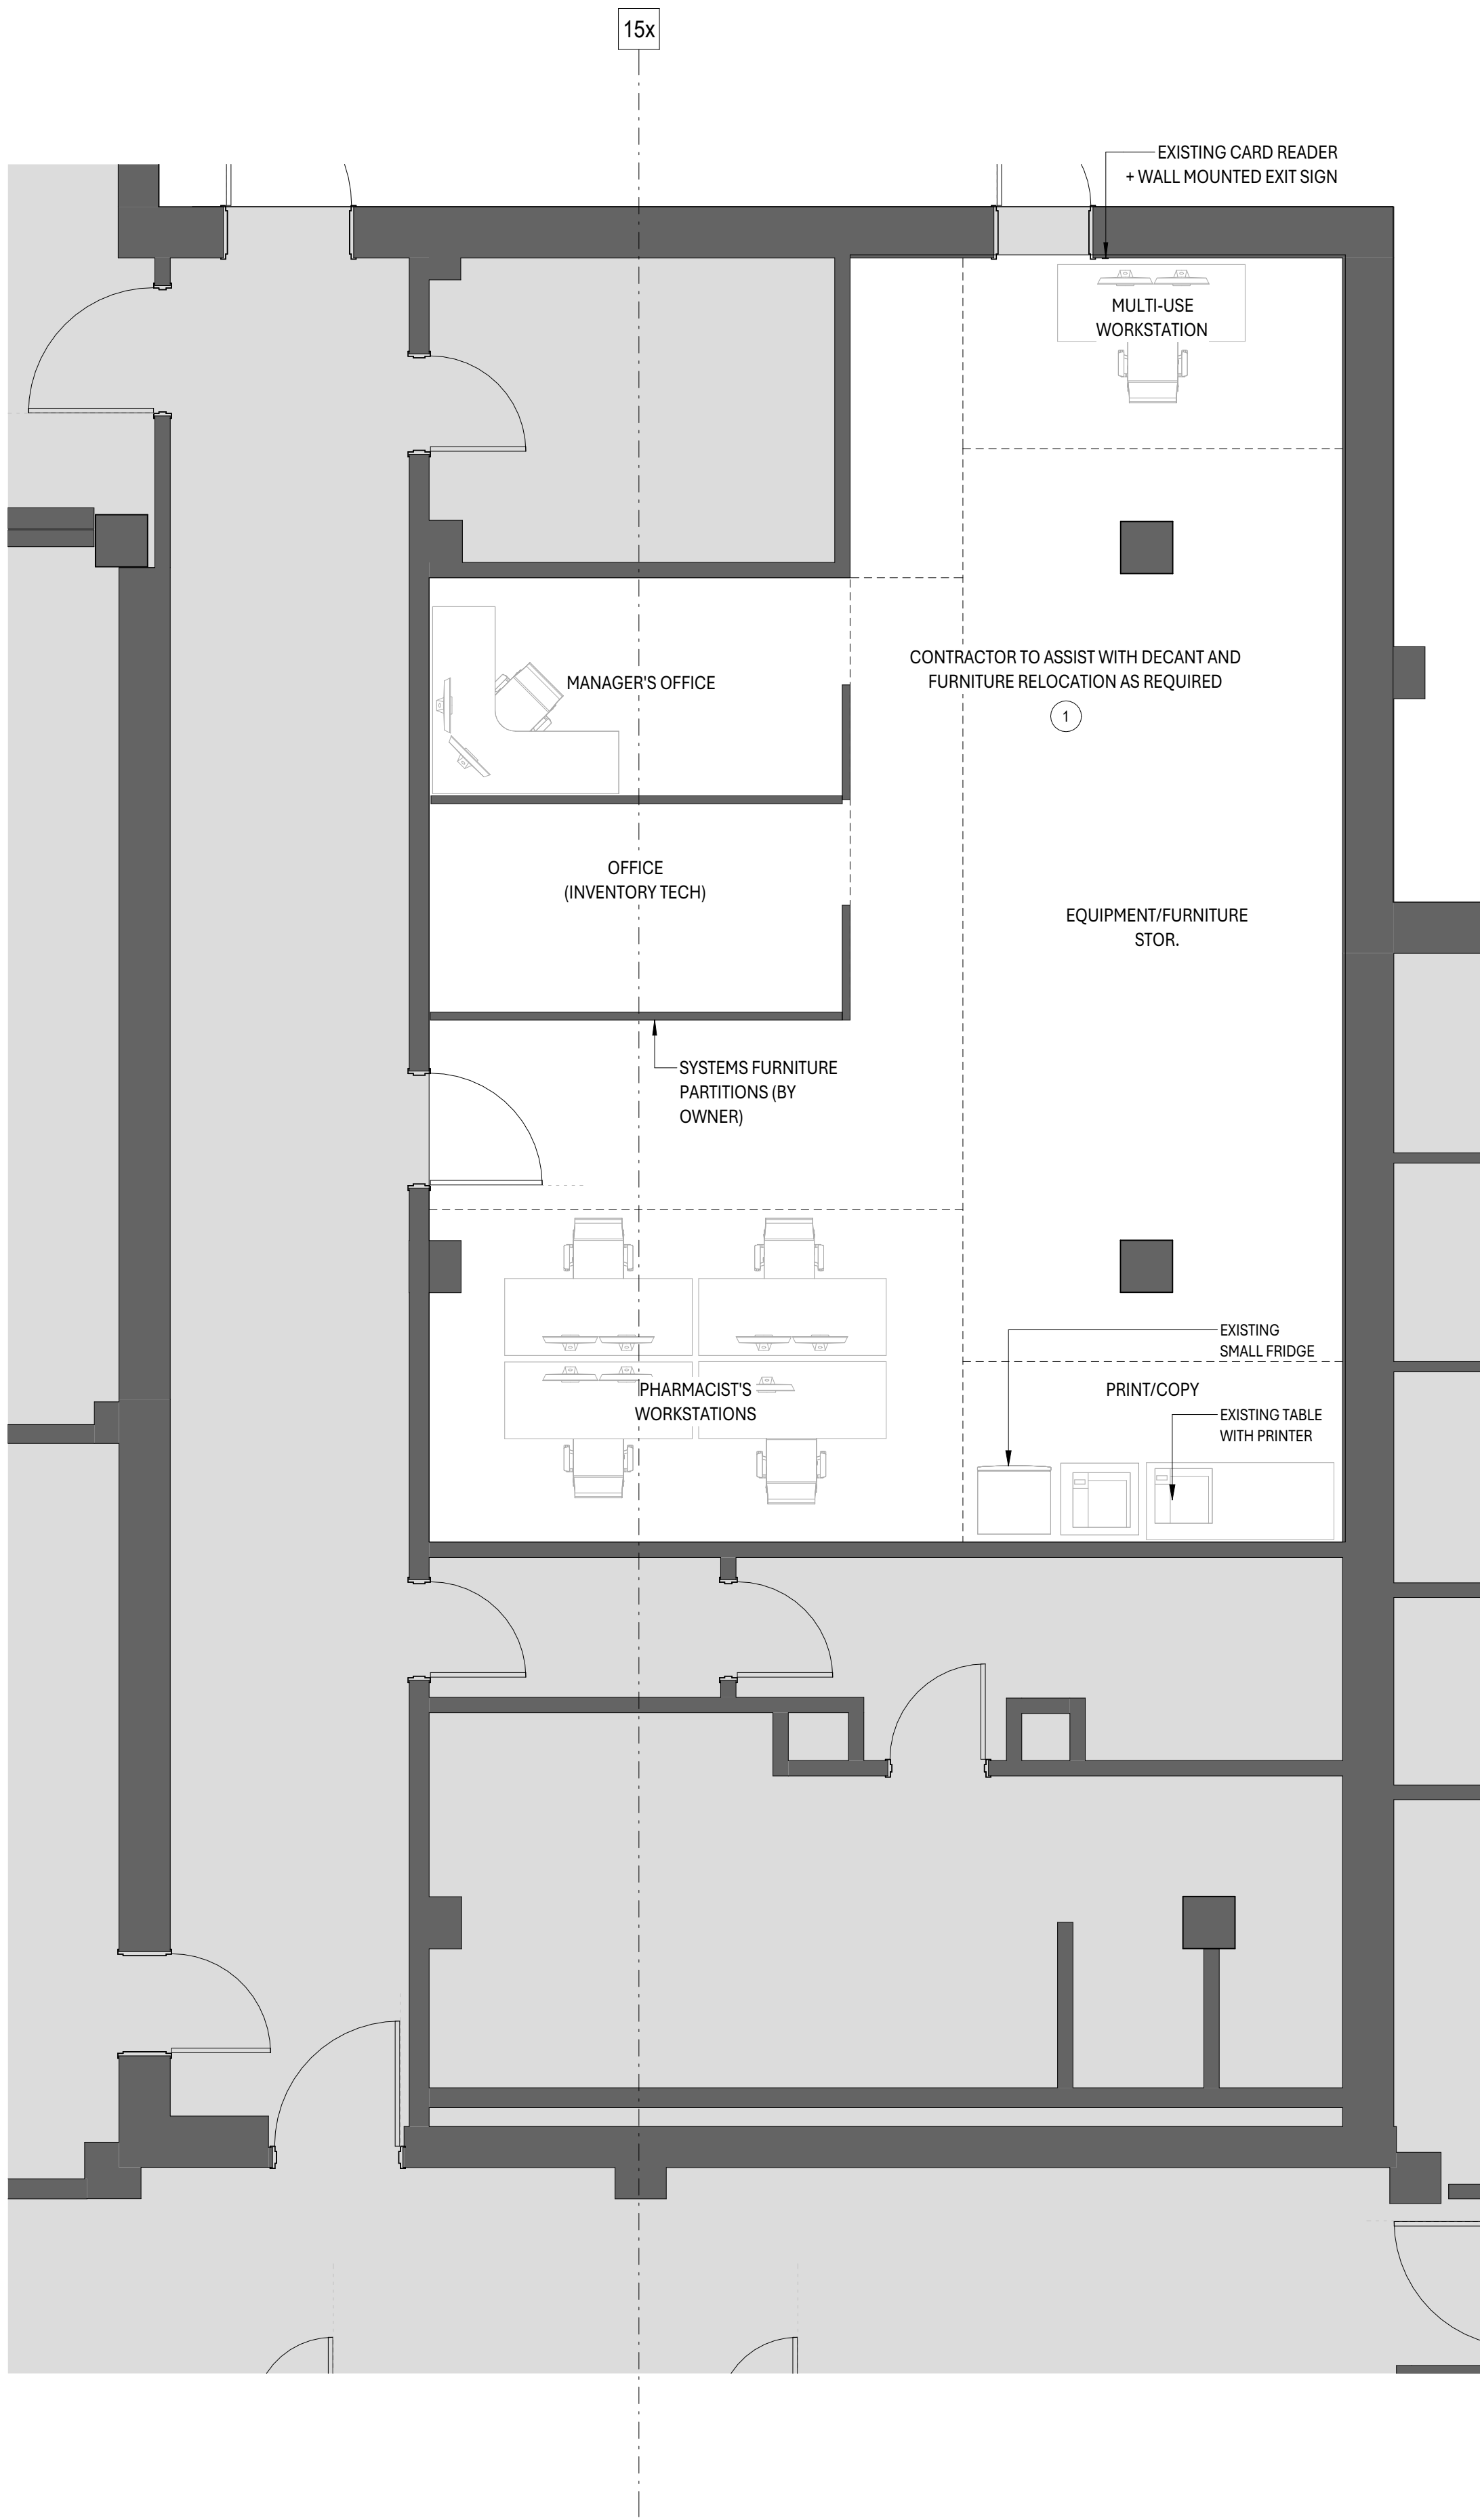 15x
EXISTING CARD READER
+ WALL MOUNTED EXIT SIGN
MULTI-USE
WORKSTATION
CONTRACTOR TO ASSIST WITH DECANT AND
FURNITURE RELOCATION AS REQUIRED
1
MANAGER'S OFFICE
OFFICE
(INVENTORY TECH)
EQUIPMENT/FURNITURE
STOR.
SYSTEMS FURNITURE
PARTITIONS (BY
OWNER)
EXISTING
SMALL FRIDGE
PHARMACIST'S
WORKSTATIONS
PRINT/COPY
EXISTING TABLE
WITH PRINTER